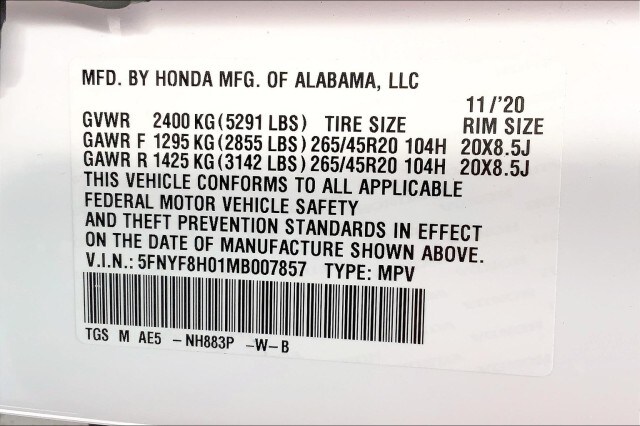 MFD. BY HONDA MFG. OF ALABAMA, LLC
11/'20
GVWR 2400 KG (5291 LBS) TIRE SIZE RIM SIZE
GAWR F 1295 KG (2855 LBS) 265/45R20 104H 20X8.5J
GAWR R 1425 KG (3142 LBS) 265/45R20 104H 20X8.5J
THIS VEHICLE CONFORMS TO ALL APPLICABLE
FEDERAL MOTOR VEHICLE SAFETY
AND THEFT PREVENTION STANDARDS IN EFFECT
ON THE DATE OF MANUFACTURE SHOWN ABOVE.
V.I.N.: 5FNYF8H01MB007857 TYPE: MPV
TGS M AE5 -NH883P -W-B